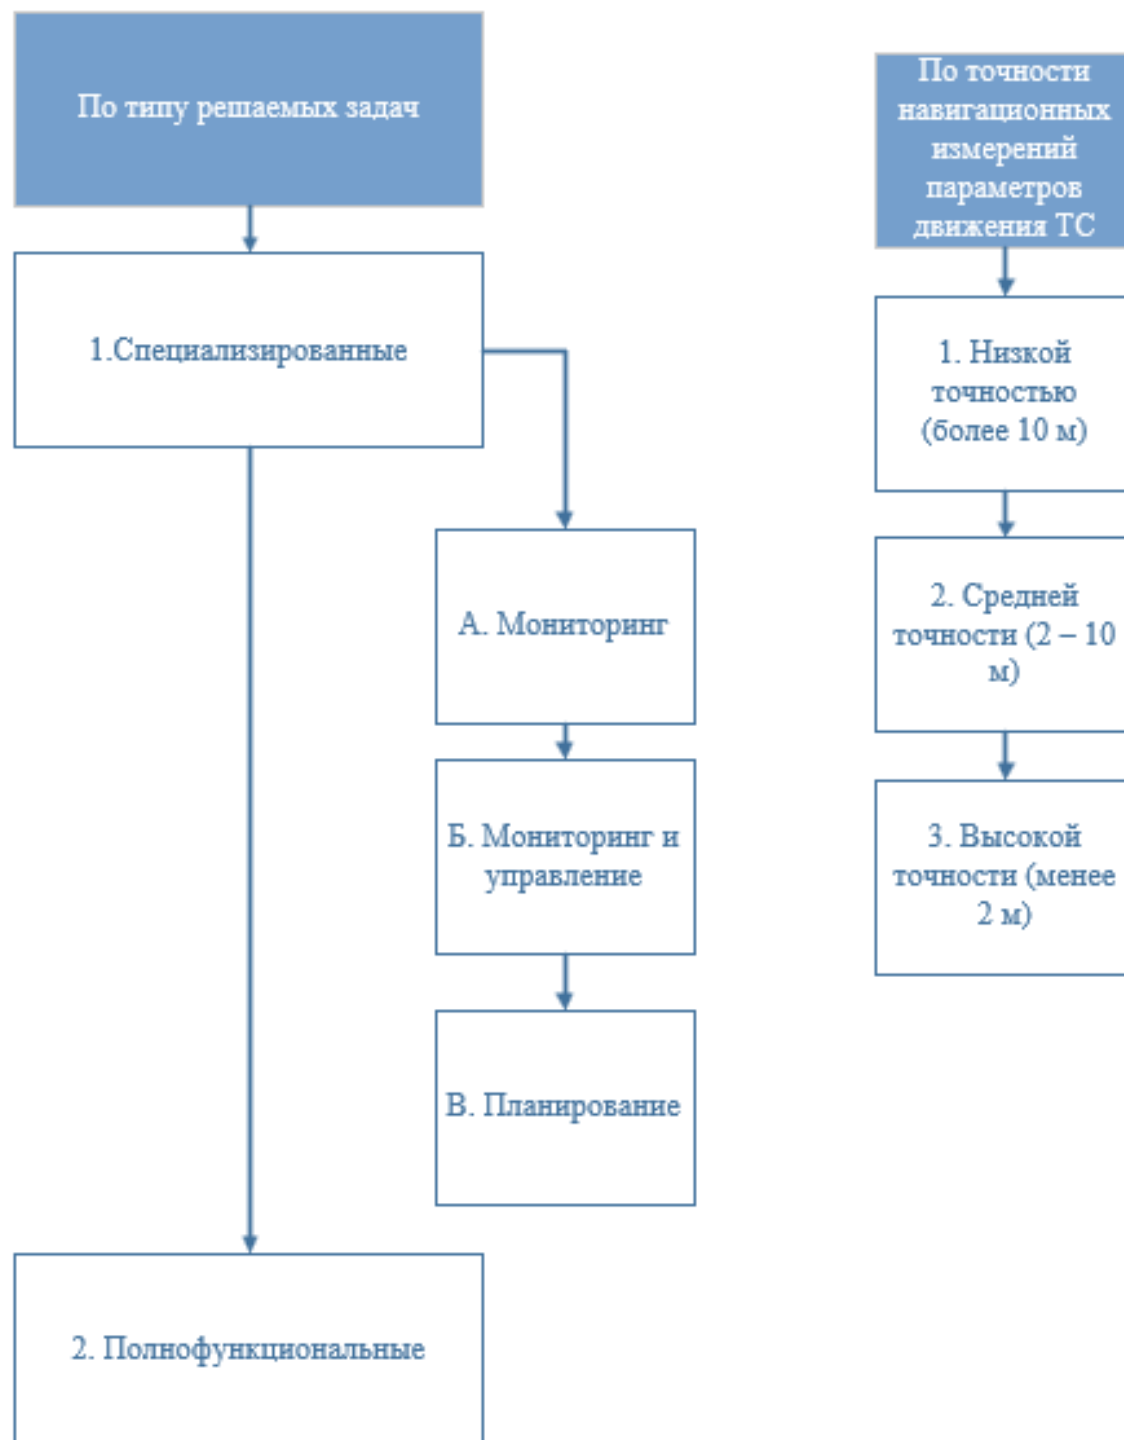 По типу решаемых задач
1.Специализированные
А. Мониторинг
Б. Мониторинг и
управление
В. Планирование
2. Полнофункциональные
По точности
навигационных
измерений
параметров
движения ТС
1. Низкой
точностью
(более 10 м)
2. Средней
точности (2 – 10
м)
3. Высокой
точности (менее
2 м)